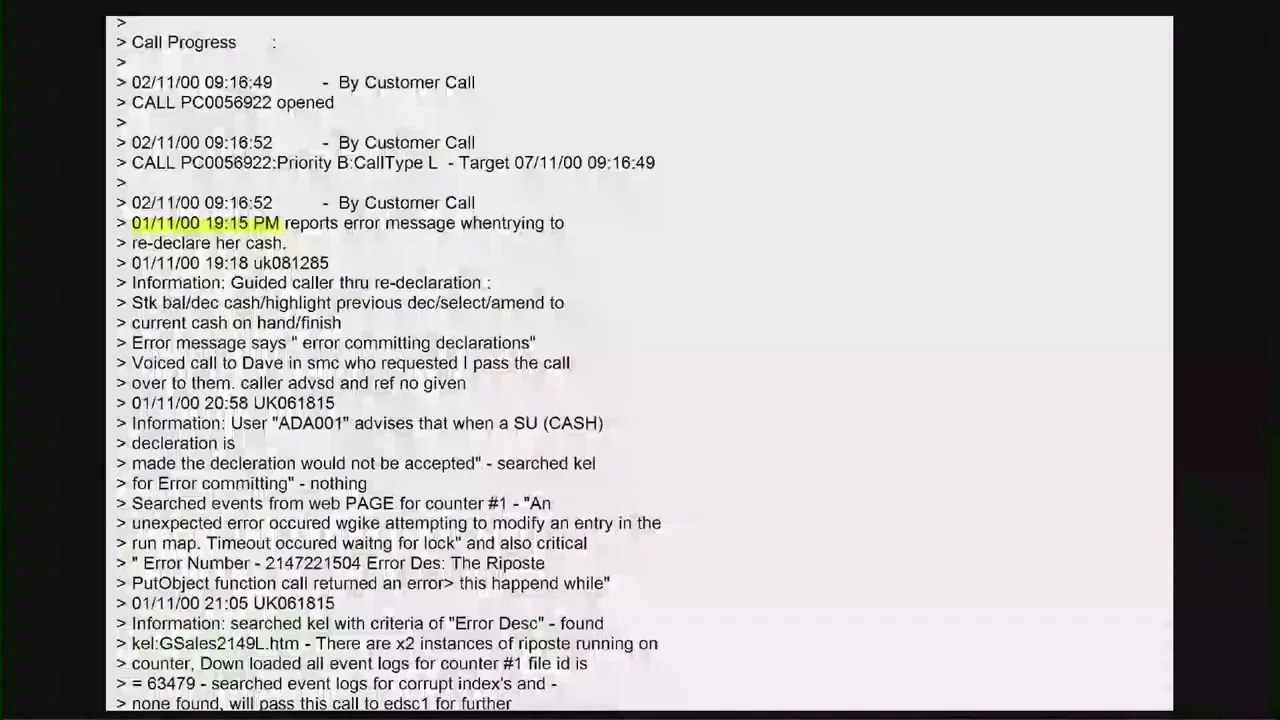 >
> Call Progress :
>
> 02/11/00 09:16:49 - By Customer Call
> CALL PC0056922 opened
>
> 02/11/00 09:16:52 - By Customer Call
> CALL PC0056922:Priority B:CallType L - Target 07/11/00 09:16:49
>
> 02/11/00 09:16:52 - By Customer Call
> 01/11/00 19:15 PM reports error message whentrying to
> re-declare her cash.
> 01/11/00 19:18 uk081285
> Information: Guided caller thru re-declaration :
> Stk bal/dec cash/highlight previous dec/select/amend to
> current cash on hand/finish
> Error message says " error committing declarations"
> Voiced call to Dave in smc who requested I pass the call
> over to them. caller advsd and ref no given
> 01/11/00 20:58 UK061815
> Information: User "ADA001" advises that when a SU (CASH)
> decleration is
> made the decleration would not be accepted" - searched kel
> for Error committing" - nothing
> Searched events from web PAGE for counter #1 - "An
> unexpected error occured wgike attempting to modify an entry in the
> run map. Timeout occured waitng for lock" and also critical
> " Error Number - 2147221504 Error Des: The Riposte
> PutObject function call returned an error> this happend while"
> 01/11/00 21:05 UK061815
> Information: searched kel with criteria of "Error Desc" - found
> kel:GSales2149L.htm - There are x2 instances of riposte running on
> counter, Down loaded all event logs for counter #1 file id is
> = 63479 - searched event logs for corrupt index's and -
> none found, will pass this call to edsc1 for further